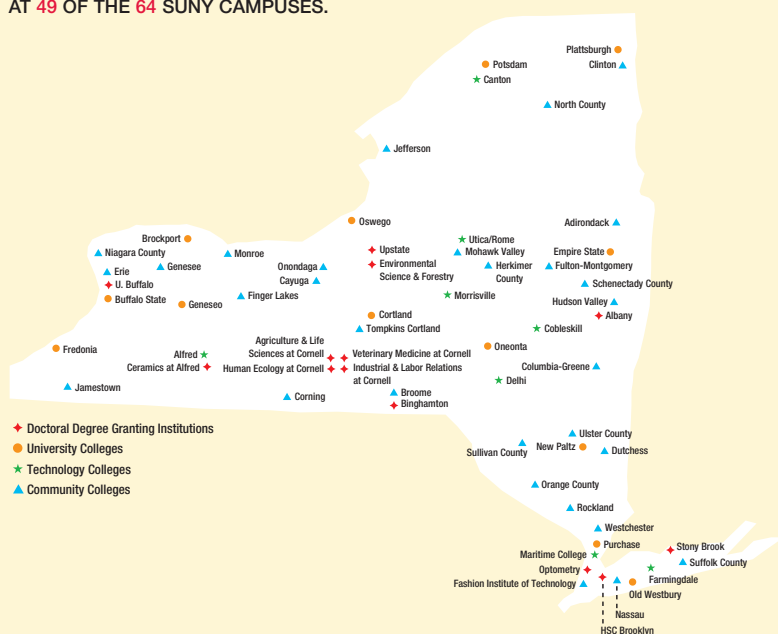 AT 49 OF THE 64 SUNY CAMPUSES.
Plattsburgh
Clinton
Potsdam
Canton
North County
Jefferson
Oswego
Adirondack
Brockport
Niagara County
Monroe
Erie
Genesee
U. Buffalo
Buffalo State
Geneseo
Finger Lakes
Onondaga
Cayuga
Upstate
Environmental
Science & Forestry
Utica/Rome
Mohawk Valley
Herkimer
County
Empire State
Fulton-Montgomery
Schenectady County
Hudson Valley
Albany
Morrisville
Cobleskill
Cortland
Tompkins Cortland
Fredonia
Jamestown
Alfred
Ceramics at Alfred
Agriculture & Life
Sciences at Cornell
Human Ecology at Cornell
Veterinary Medicine at Cornell
Industrial & Labor Relations
at Cornell
Oneonta
Delhi
Columbia-Greene
Corning
Broome
Binghamton
Doctoral Degree Granting Institutions
University Colleges
Technology Colleges
Community Colleges
Ulster County
Sullivan County
New Paltz
Dutchess
Orange County
Rockland
Westchester
Purchase
Maritime College
Optometry
Fashion Institute of Technology
Stony Brook
Suffolk County
Farmingdale
Old Westbury
Nassau
HSC Brooklyn